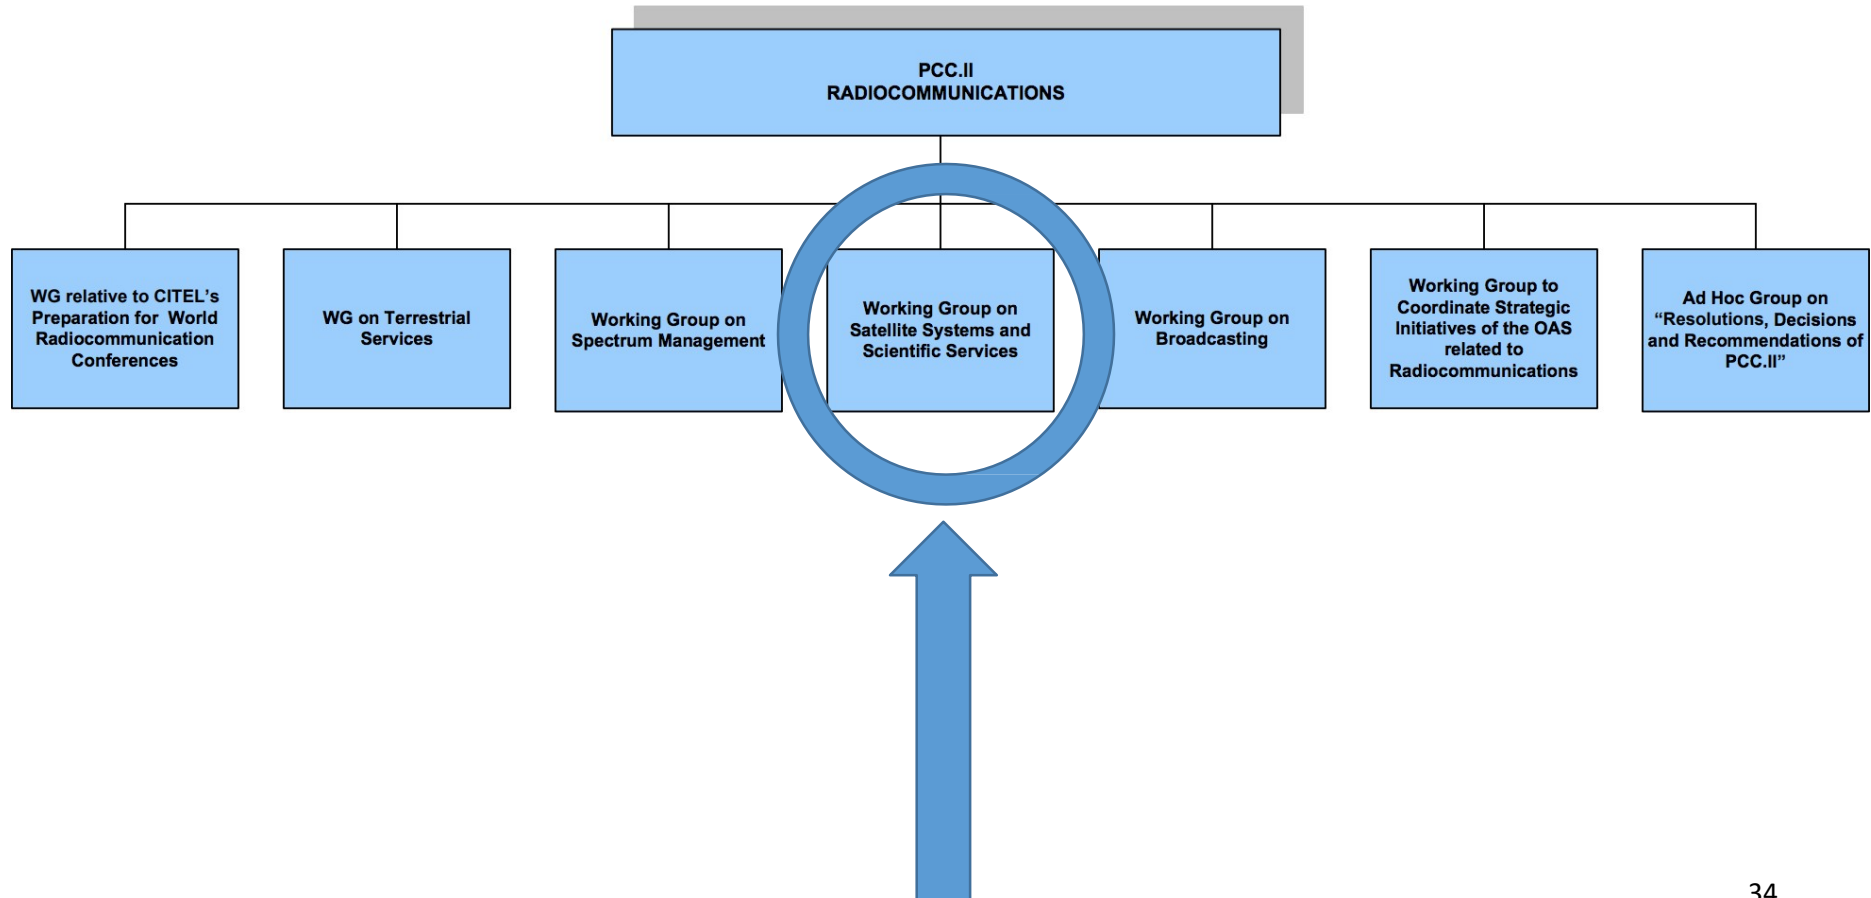 PCC.II
RADIOCOMMUNICATIONS
WG relative to CITEL's
Preparation for World
Radiocommunication
Conferences
WG on Terrestrial
Services
Working Group on
Spectrum Management
Working Group on
Satellite Systems and
Scientific Services
Working Group on
Broadcasting
Working Group to
Coordinate Strategic
Initiatives of the OAS
related to
Radiocommunications
Ad Hoc Group on
“Resolutions, Decisions
and Recommendations of
PCC.II”
34